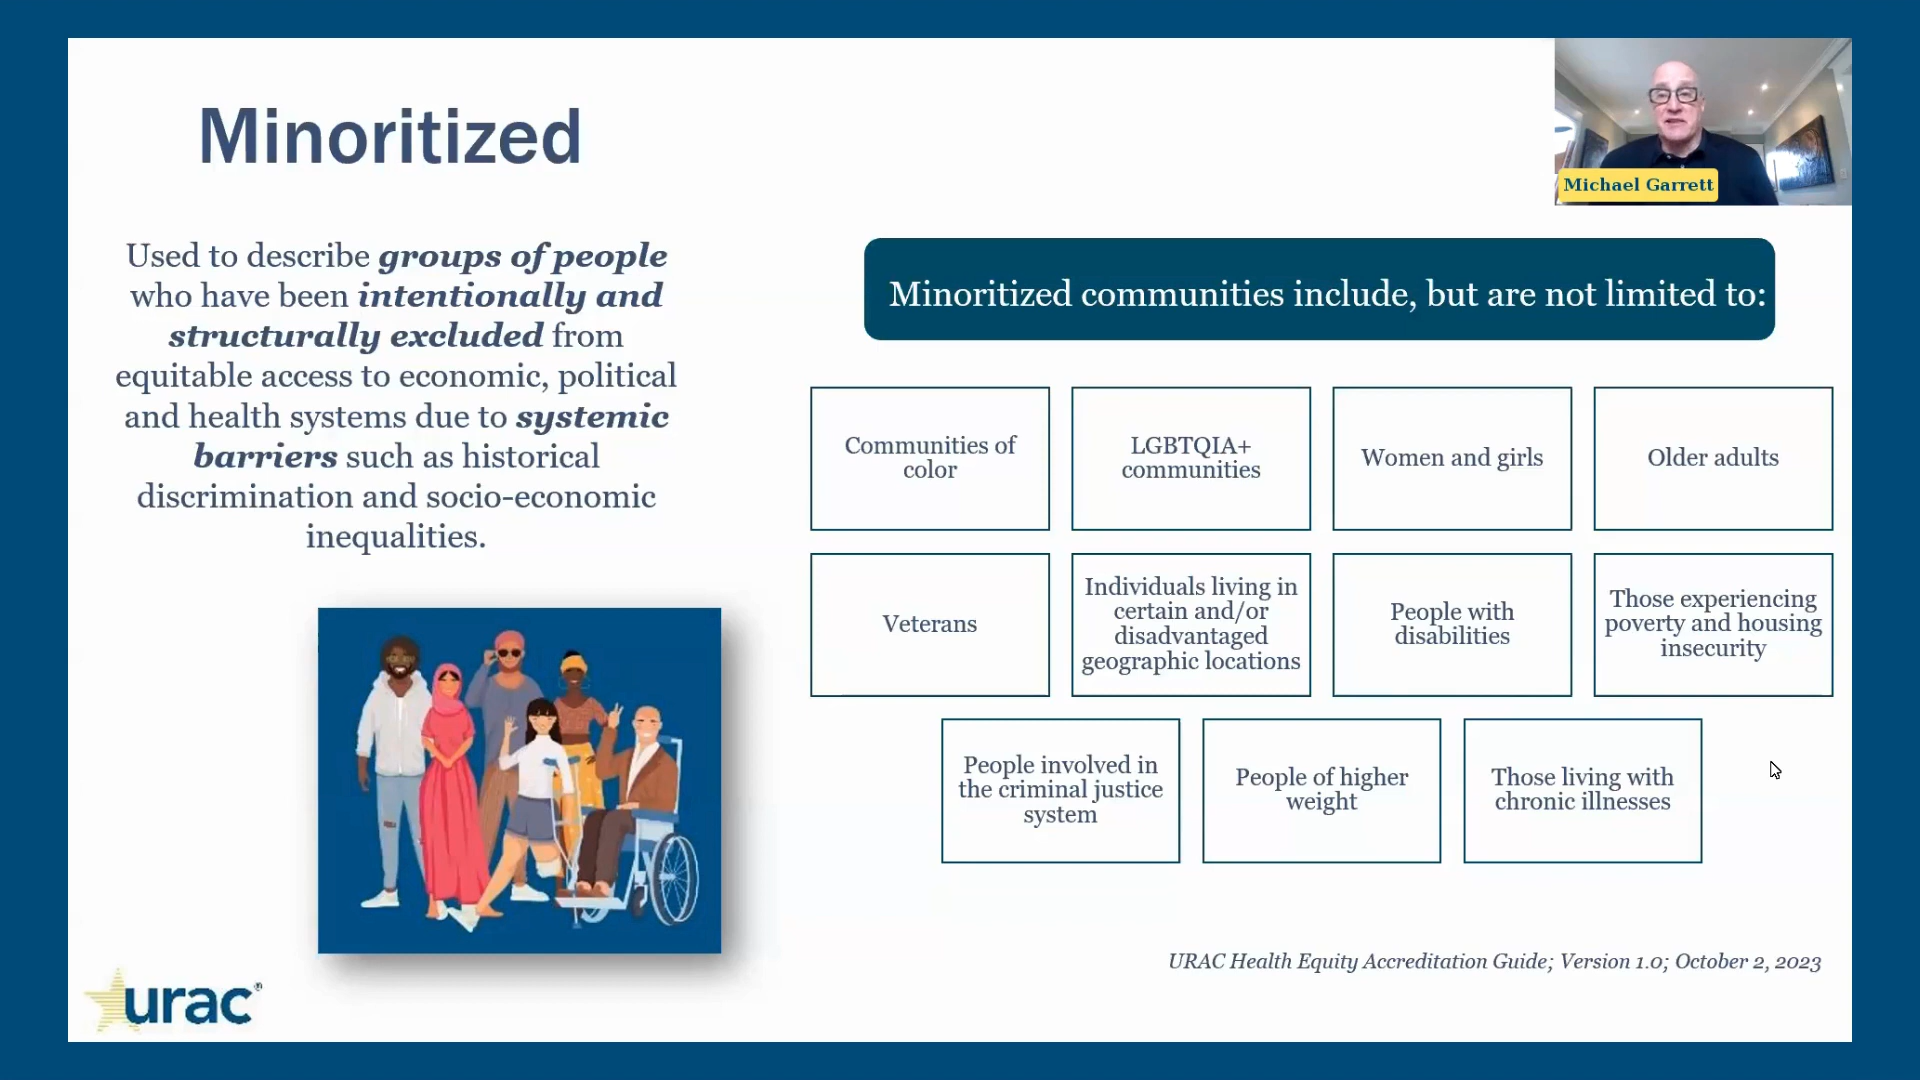 Minoritized
Michael Garrett
Used to describe groups of people
who have been intentionally and
structurally excluded from
equitable access to economic, political
and health systems due to systemic
barriers such as historical
discrimination and socio-economic
inequalities.
Minoritized communities include, but are not limited to:
Communities of
color
LGBTQIA+
communities
Women and girls
Older adults
Veterans
Individuals living in
certain and/or
disadvantaged
geographic locations
People with
disabilities
Those experiencing
poverty and housing
insecurity
People involved in
the criminal justice
system
People of higher
weight
Those living with
chronic illnesses
URAC Health Equity Accreditation Guide; Version 1.0; October 2, 2023
urac®